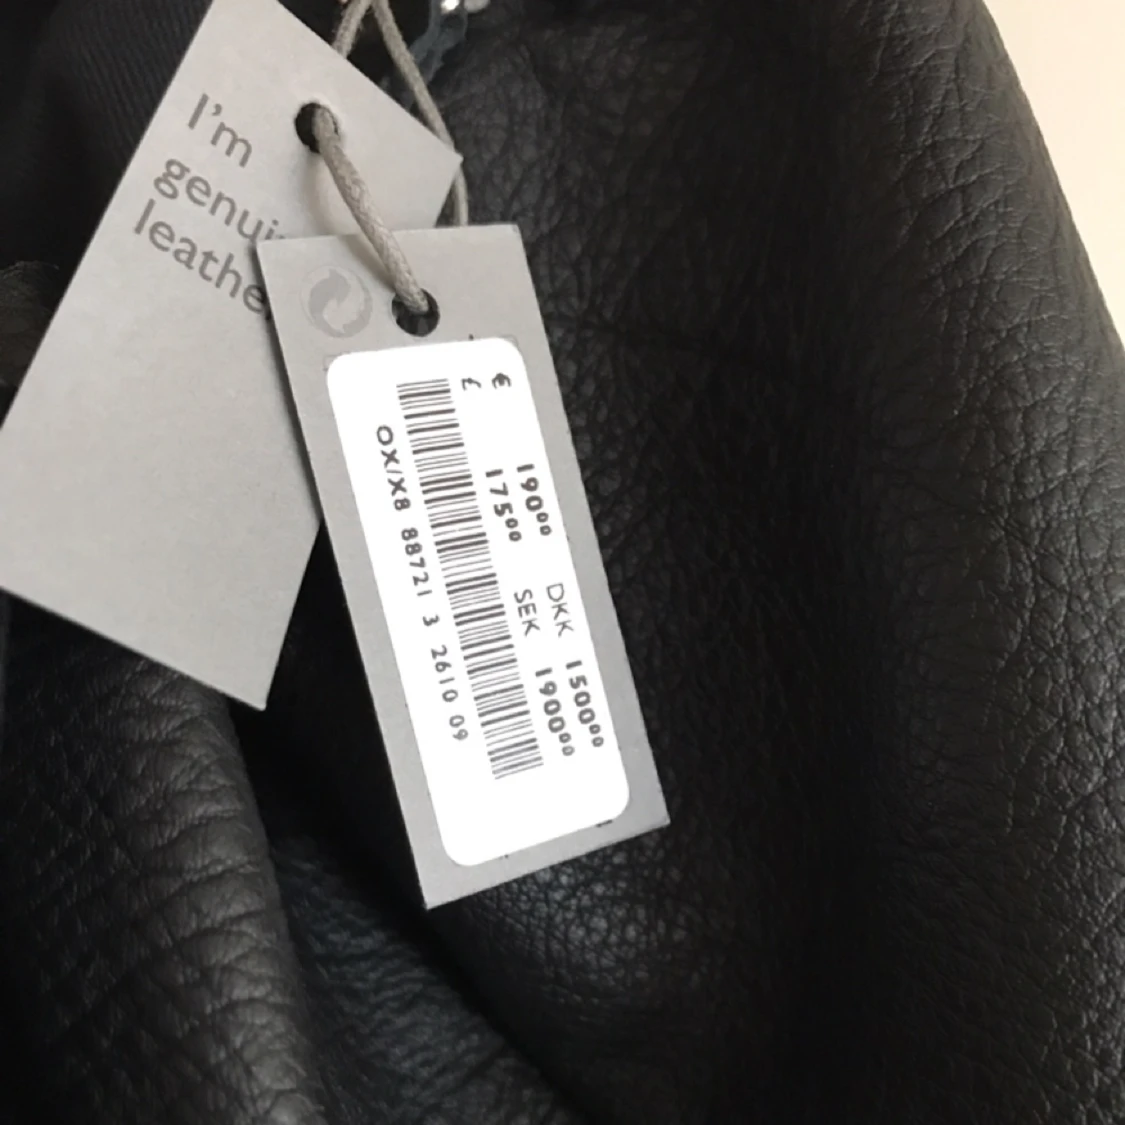 I'm
genui
leathe
€ 190⁰⁰ DKK 1500⁰⁰
£ 175⁰⁰ SEK 1900⁰⁰
OX/X8 88721 3 2610 09